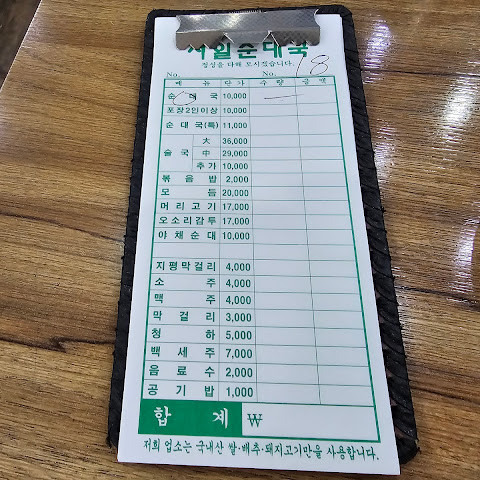 서일순대국
정성을 다해 모시겠습니다.
No. No. 18
메 뉴 단가 수 량 금 액
순 대 국 10,000 一
포장2인이상 10,000
순 대 국(특) 11,000
술 국 大 36,000
中 29,000
추 가 10,000
볶 음 밥 2,000
모 듬 20,000
머 리 고 기 17,000
오 소 리 감 투 17,000
야 채 순 대 10,000
지 평 막 걸 리 4,000
소 주 4,000
맥 주 4,000
막 걸 리 3,000
청 하 5,000
백 세 주 7,000
음 료 수 2,000
공 기 밥 1,000
합 계 ₩
저희 업소는 국내산 쌀·배추·돼지고기만을 사용합니다.